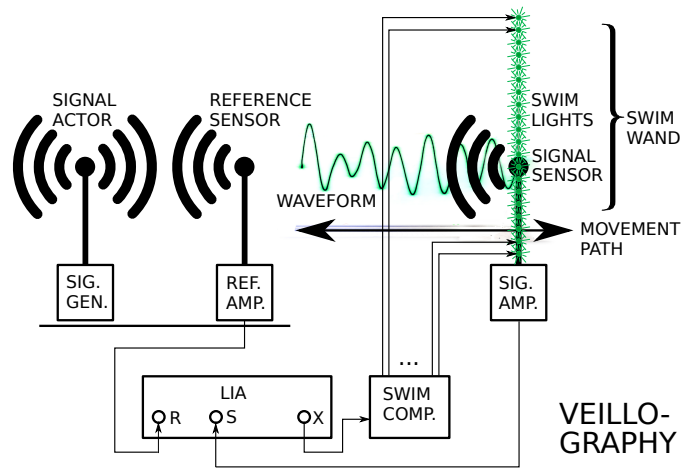 SIGNAL
ACTOR
REFERENCE
SENSOR
SWIM
LIGHTS
SWIM
WAND
SIGNAL
SENSOR
WAVEFORM
MOVEMENT
PATH
SIG.
GEN.
REF.
AMP.
SIG.
AMP.
...
LIA
R
S
X
SWIM
COMP.
VEILLO-
GRAPHY